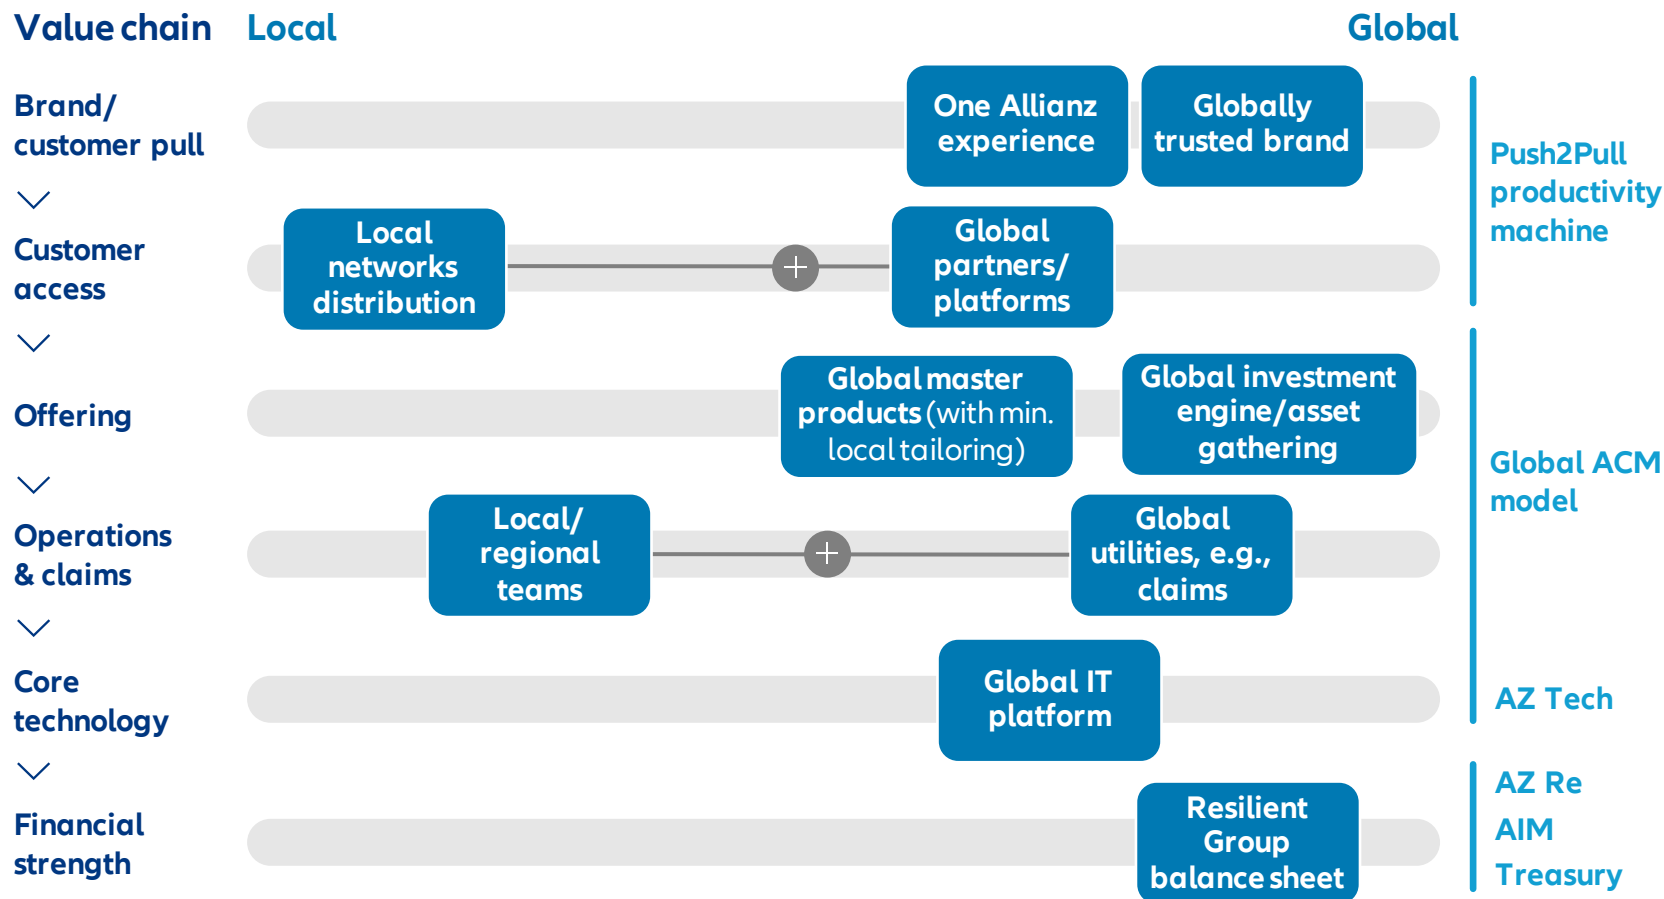 Value chain
Local
Global
Brand/
customer pull
One Allianz
experience
Globally
trusted brand
Push2Pull
productivity
machine
Customer
access
Local
networks
distribution
Global
partners/
platforms
Offering
Global master
products (with min.
local tailoring)
Global investment
engine/asset
gathering
Global ACM
model
Operations
& claims
Local/
regional
teams
Global
utilities, e.g.,
claims
Core
technology
Global IT
platform
AZ Tech
Financial
strength
Resilient
Group
balance sheet
AZ Re
AIM
Treasury